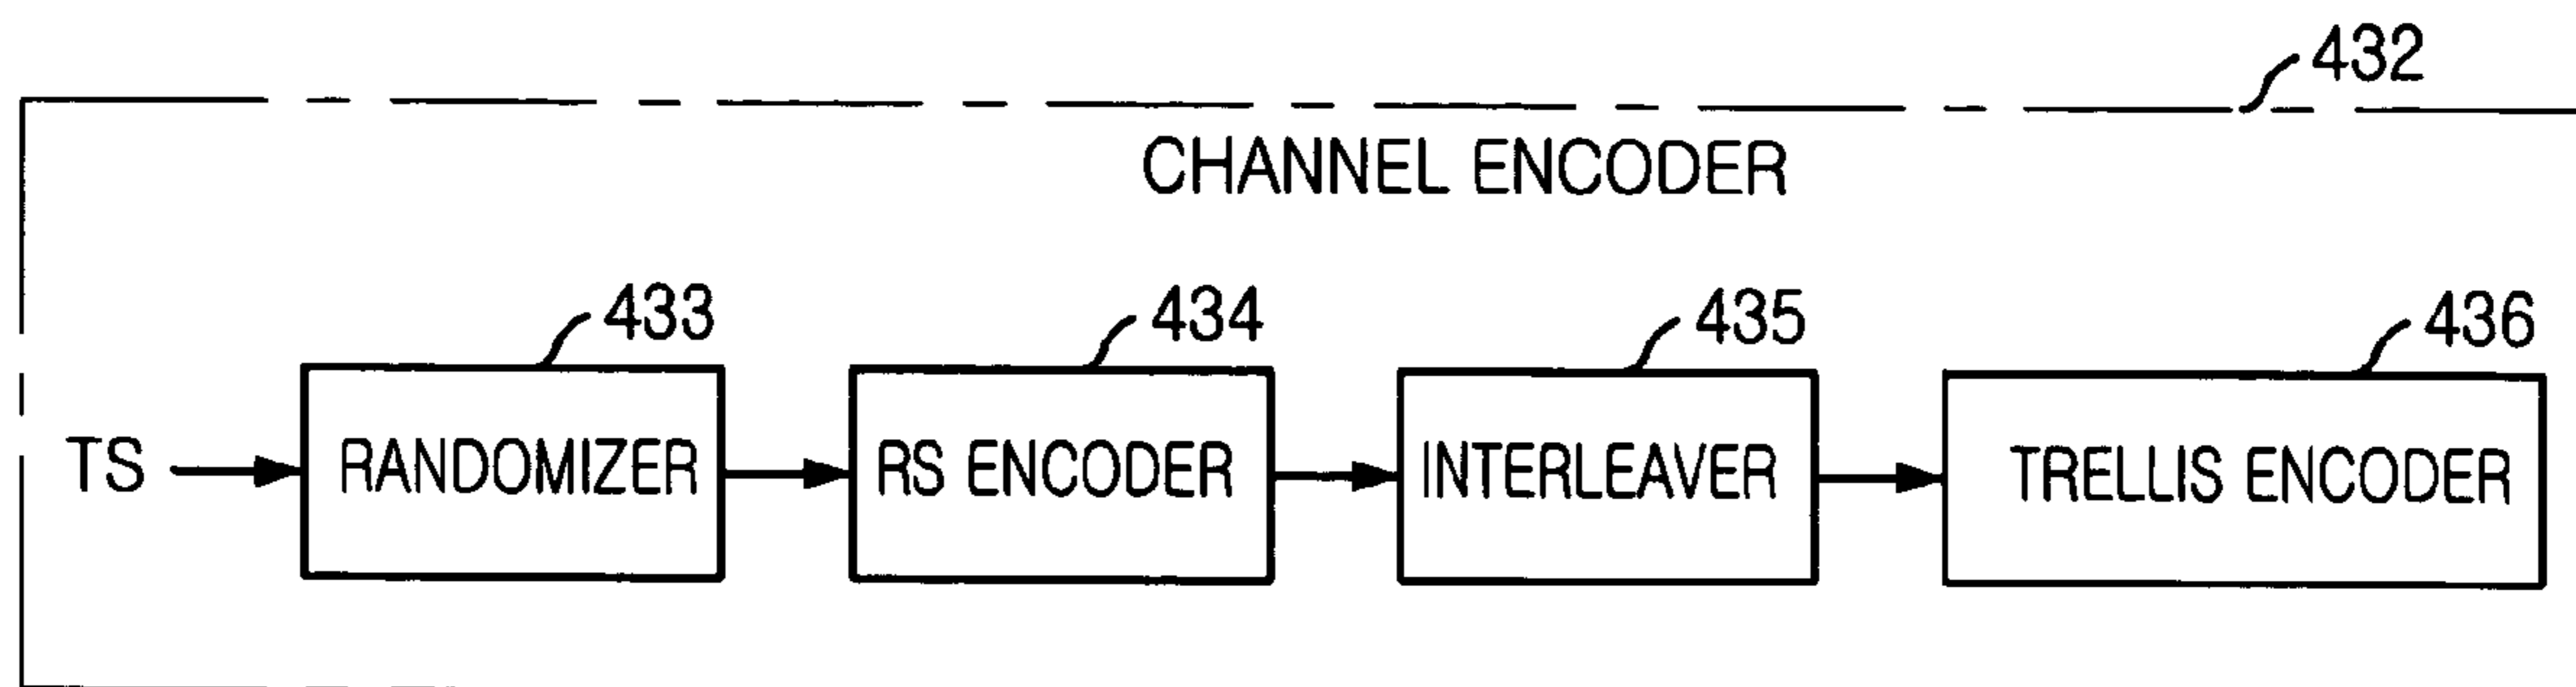 432
CHANNEL ENCODER
433
434
435
436
TS
RANDOMIZER
RS ENCODER
INTERLEAVER
TRELLIS ENCODER